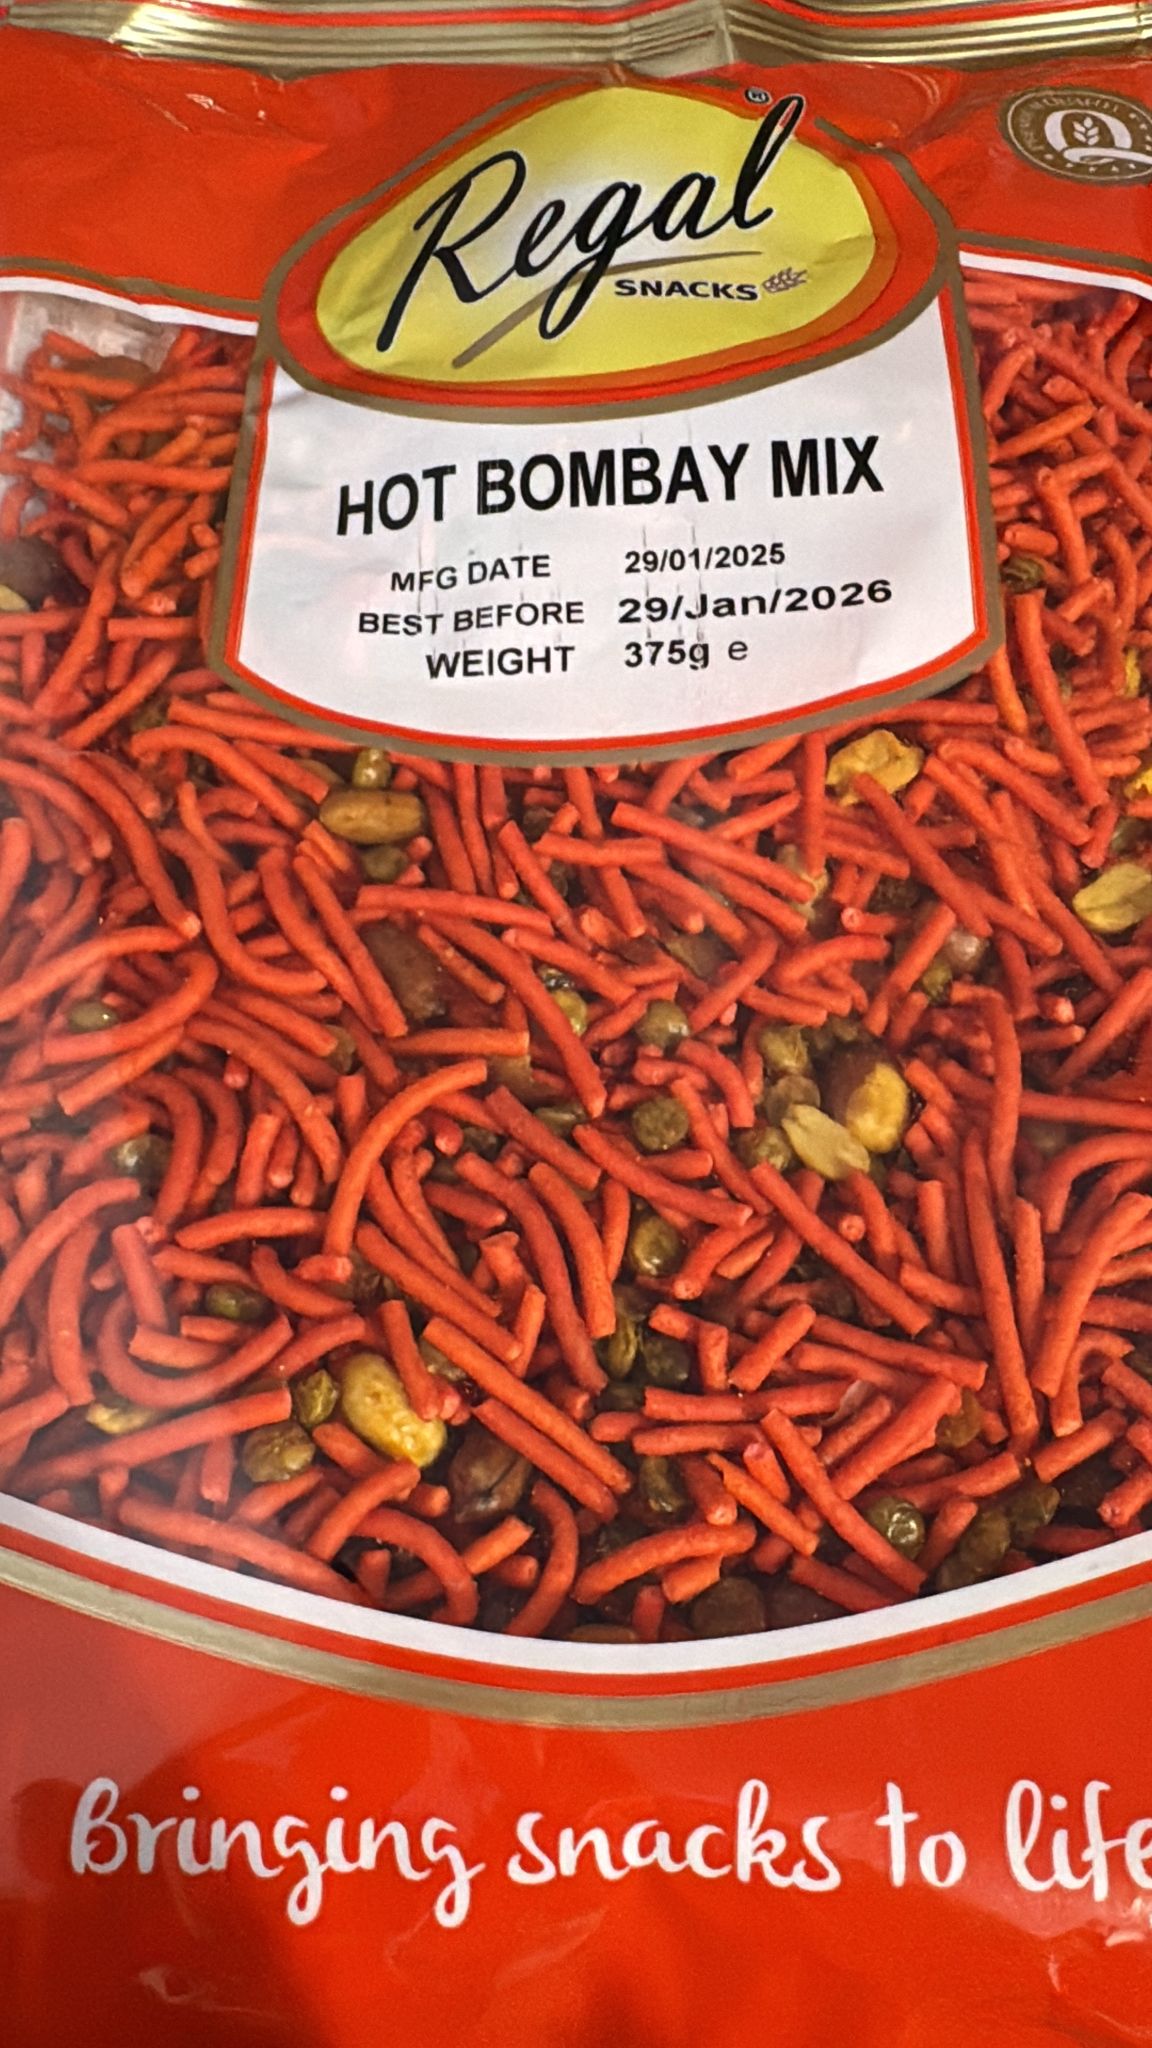 Regal
®
SNACKS
HOT BOMBAY MIX
MFG DATE 29/01/2025
BEST BEFORE 29/Jan/2026
WEIGHT 375g e
Bringing snacks to life